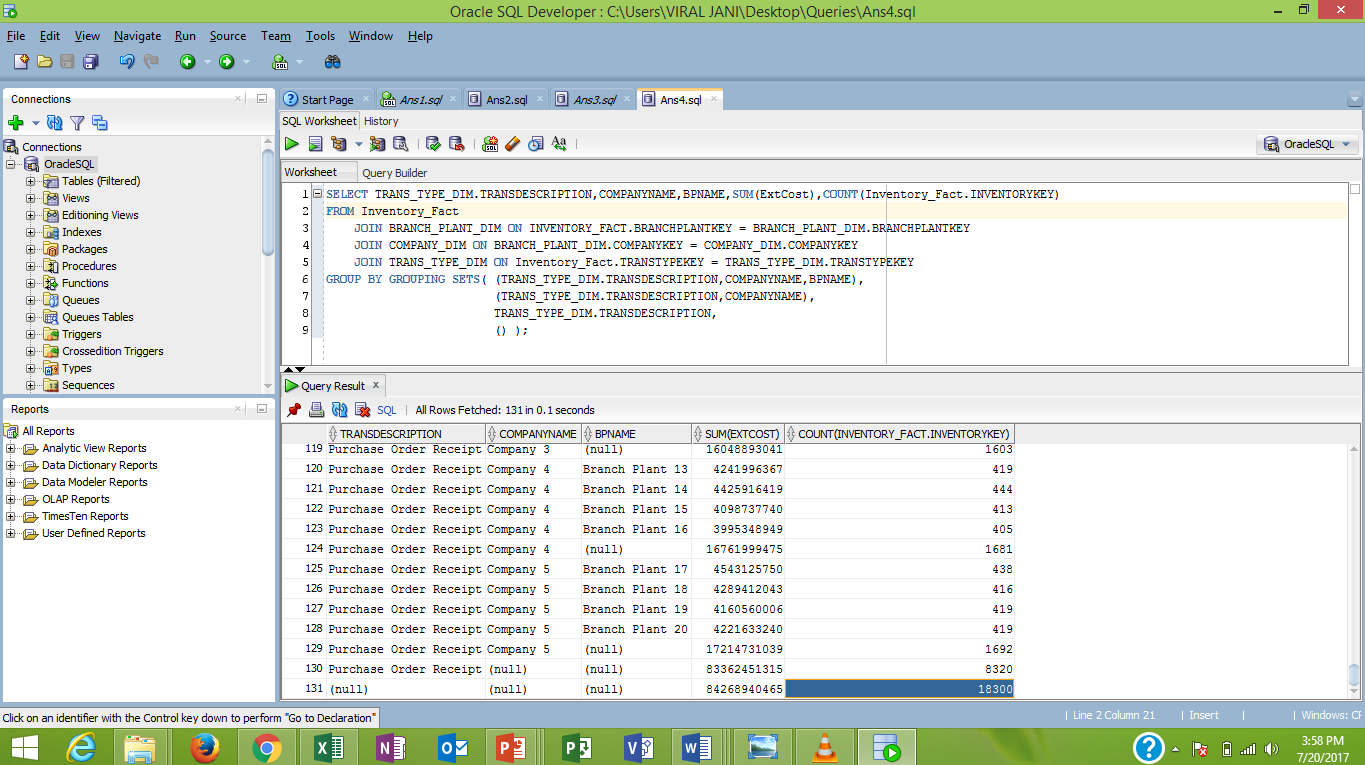 Oracle SQL Developer : C:\Users\VIRAL JANI\Desktop\Queries\Ans4.sql
File Edit View Navigate Run Source Team Tools Window Help
Connections
Connections
OracleSQL
Tables (Filtered)
Views
Editioning Views
Indexes
Packages
Procedures
Functions
Queues
Queues Tables
Triggers
Crossedition Triggers
Types
Sequences
Reports
All Reports
Analytic View Reports
Data Dictionary Reports
Data Modeler Reports
OLAP Reports
TimesTen Reports
User Defined Reports
Start Page Ans1.sql Ans2.sql Ans3.sql Ans4.sql
SQL Worksheet History
OracleSQL
Worksheet Query Builder
1 SELECT TRANS_TYPE_DIM.TRANSDESCRIPTION,COMPANYNAME,BPNAME,SUM(ExtCost),COUNT(Inventory_Fact.INVENTORYKEY)
2 FROM Inventory_Fact
3 JOIN BRANCH_PLANT_DIM ON INVENTORY_FACT.BRANCHPLANTKEY = BRANCH_PLANT_DIM.BRANCHPLANTKEY
4 JOIN COMPANY_DIM ON BRANCH_PLANT_DIM.COMPANYKEY = COMPANY_DIM.COMPANYKEY
5 JOIN TRANS_TYPE_DIM ON Inventory_Fact.TRANSTYPEKEY = TRANS_TYPE_DIM.TRANSTYPEKEY
6 GROUP BY GROUPING SETS( (TRANS_TYPE_DIM.TRANSDESCRIPTION,COMPANYNAME,BPNAME),
7 (TRANS_TYPE_DIM.TRANSDESCRIPTION,COMPANYNAME),
8 TRANS_TYPE_DIM.TRANSDESCRIPTION,
9 () );
Query Result
SQL | All Rows Fetched: 131 in 0.1 seconds
TRANSDESCRIPTION COMPANYNAME BPNAME SUM(EXTCOST) COUNT(INVENTORY_FACT.INVENTORYKEY)
119 Purchase Order Receipt Company 3 (null) 16048893041 1603
120 Purchase Order Receipt Company 4 Branch Plant 13 4241996367 419
121 Purchase Order Receipt Company 4 Branch Plant 14 4425916419 444
122 Purchase Order Receipt Company 4 Branch Plant 15 4098737740 413
123 Purchase Order Receipt Company 4 Branch Plant 16 3995348949 405
124 Purchase Order Receipt Company 4 (null) 16761999475 1681
125 Purchase Order Receipt Company 5 Branch Plant 17 4543125750 438
126 Purchase Order Receipt Company 5 Branch Plant 18 4289412043 416
127 Purchase Order Receipt Company 5 Branch Plant 19 4160560006 419
128 Purchase Order Receipt Company 5 Branch Plant 20 4221633240 419
129 Purchase Order Receipt Company 5 (null) 17214731039 1692
130 Purchase Order Receipt (null) (null) 83362451315 8320
131 (null) (null) (null) 84268940465 18300
Click on an identifier with the Control key down to perform "Go to Declaration"
Line 2 Column 21 | Insert | Windows: CR
3:58 PM
7/20/2017